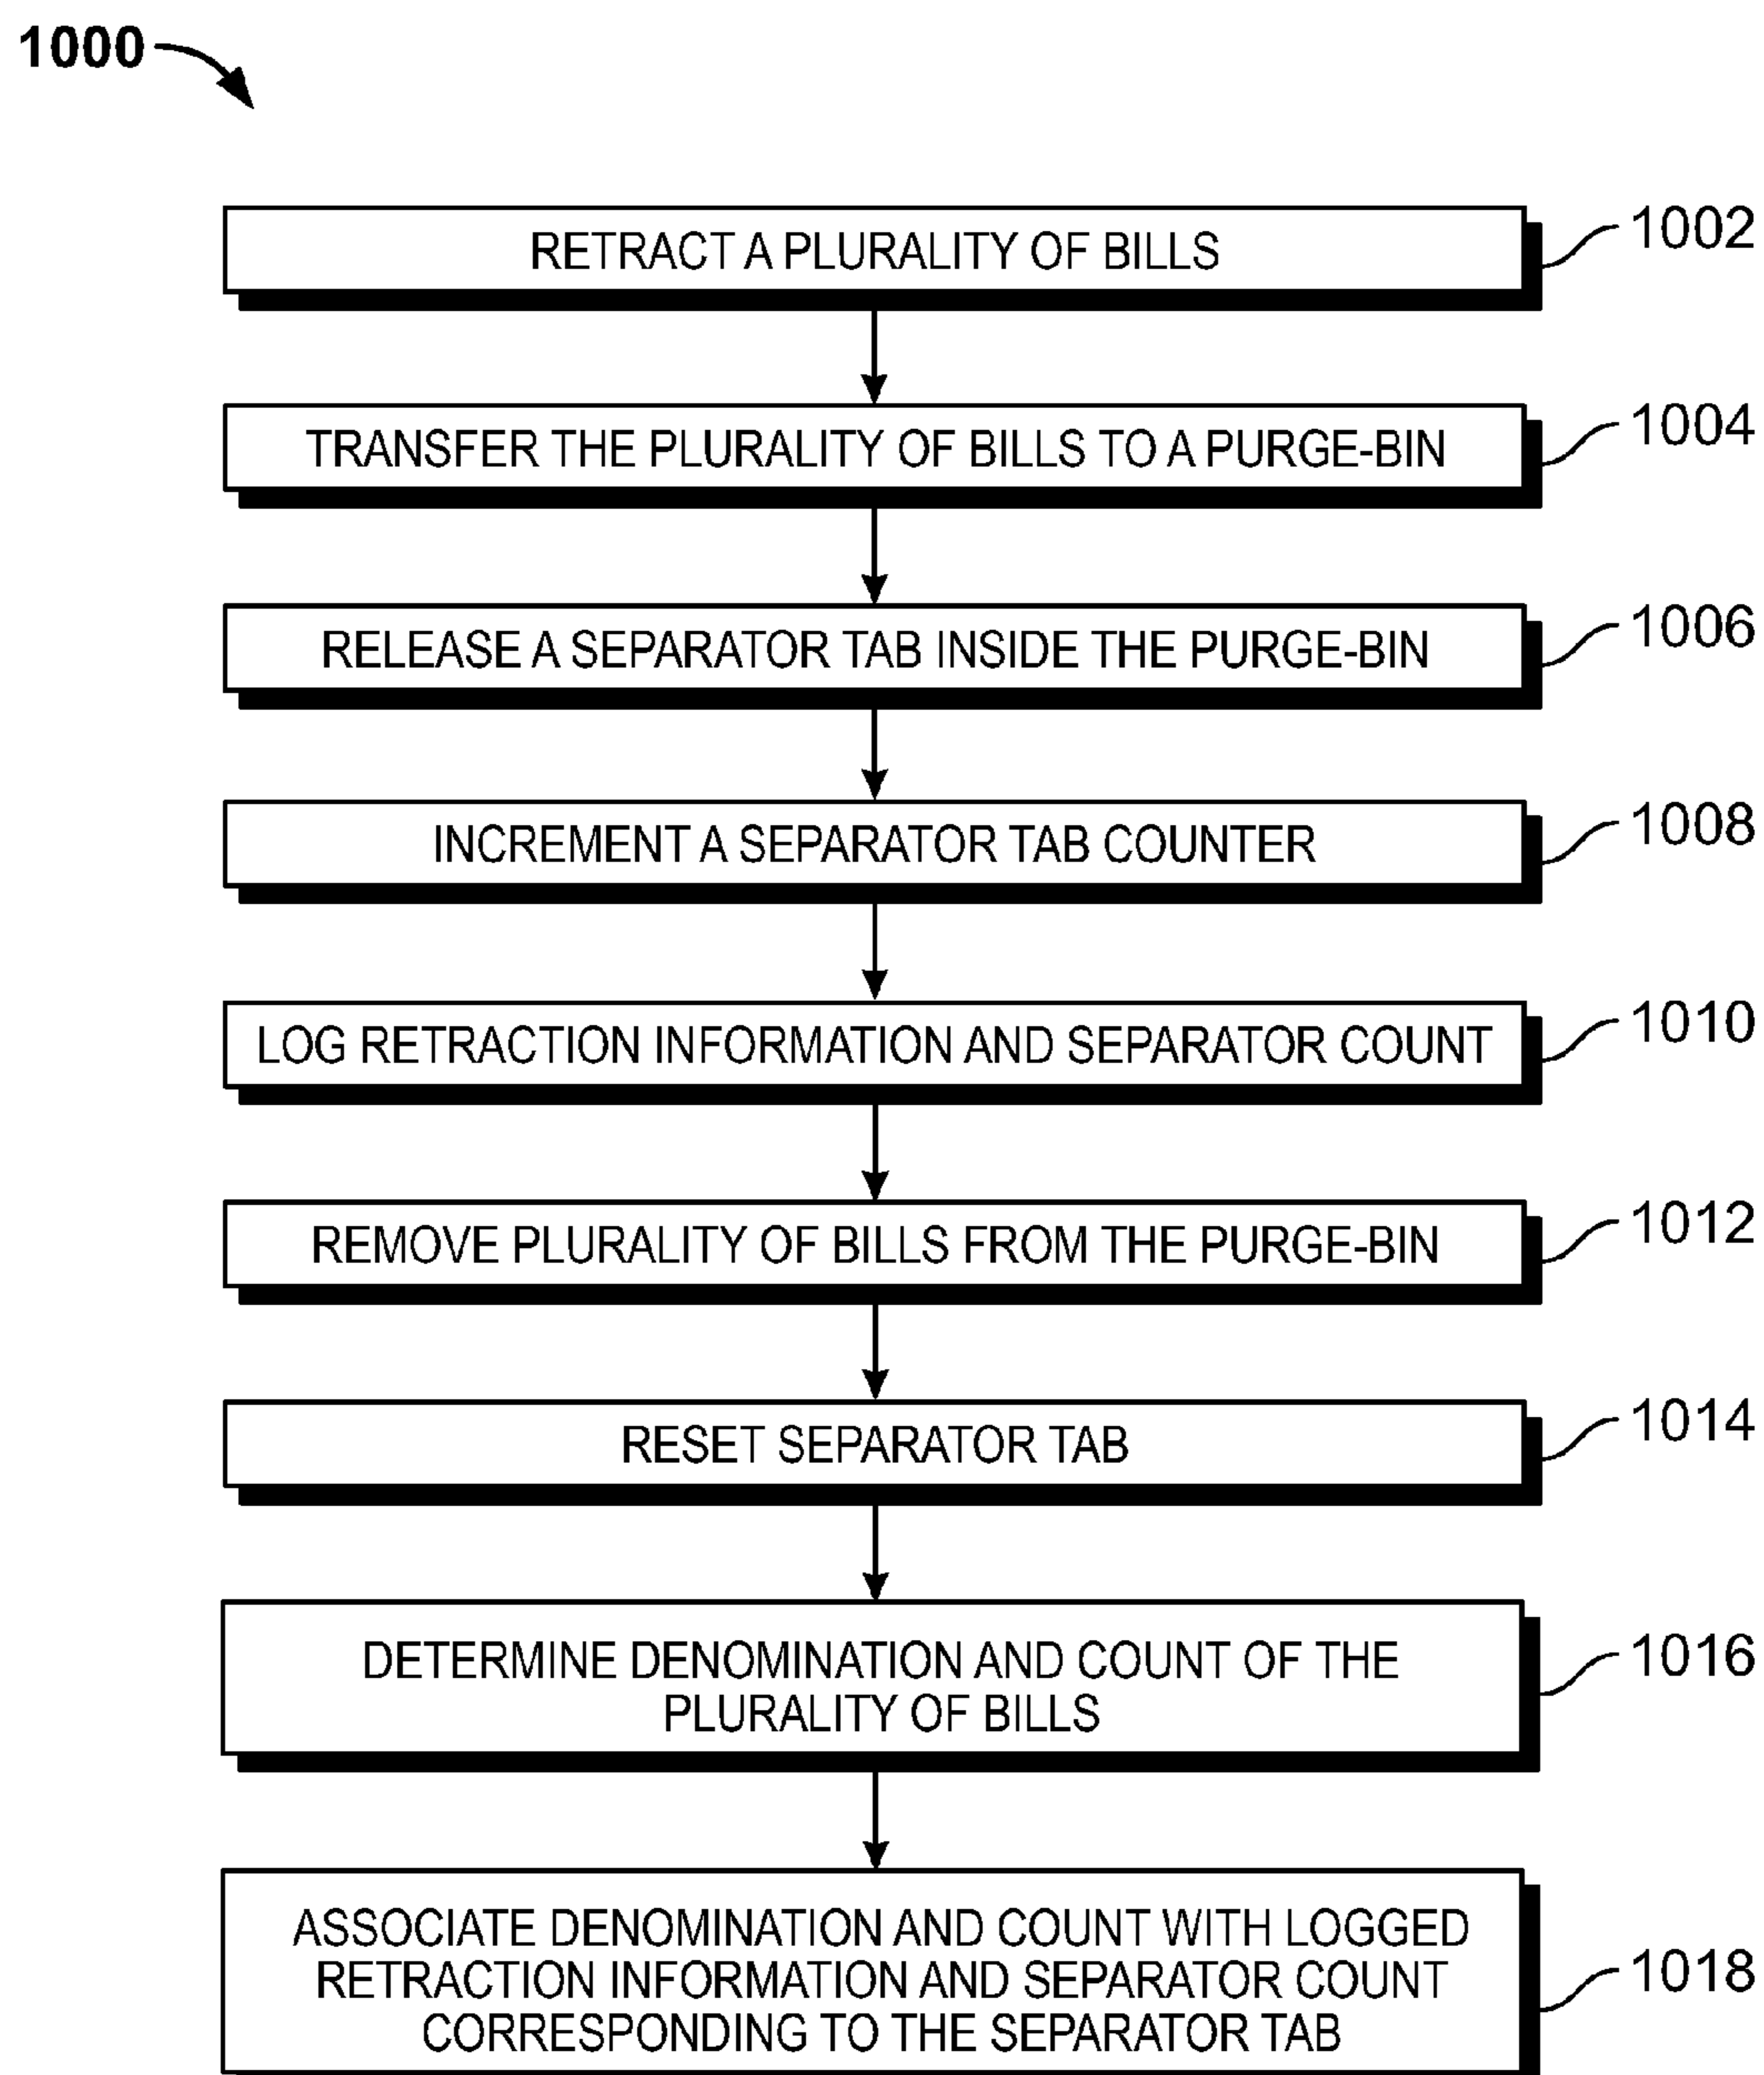 1000
RETRACT A PLURALITY OF BILLS
1002
TRANSFER THE PLURALITY OF BILLS TO A PURGE-BIN
1004
RELEASE A SEPARATOR TAB INSIDE THE PURGE-BIN
1006
INCREMENT A SEPARATOR TAB COUNTER
1008
LOG RETRACTION INFORMATION AND SEPARATOR COUNT
1010
REMOVE PLURALITY OF BILLS FROM THE PURGE-BIN
1012
RESET SEPARATOR TAB
1014
DETERMINE DENOMINATION AND COUNT OF THE
PLURALITY OF BILLS
1016
ASSOCIATE DENOMINATION AND COUNT WITH LOGGED
RETRACTION INFORMATION AND SEPARATOR COUNT
CORRESPONDING TO THE SEPARATOR TAB
1018